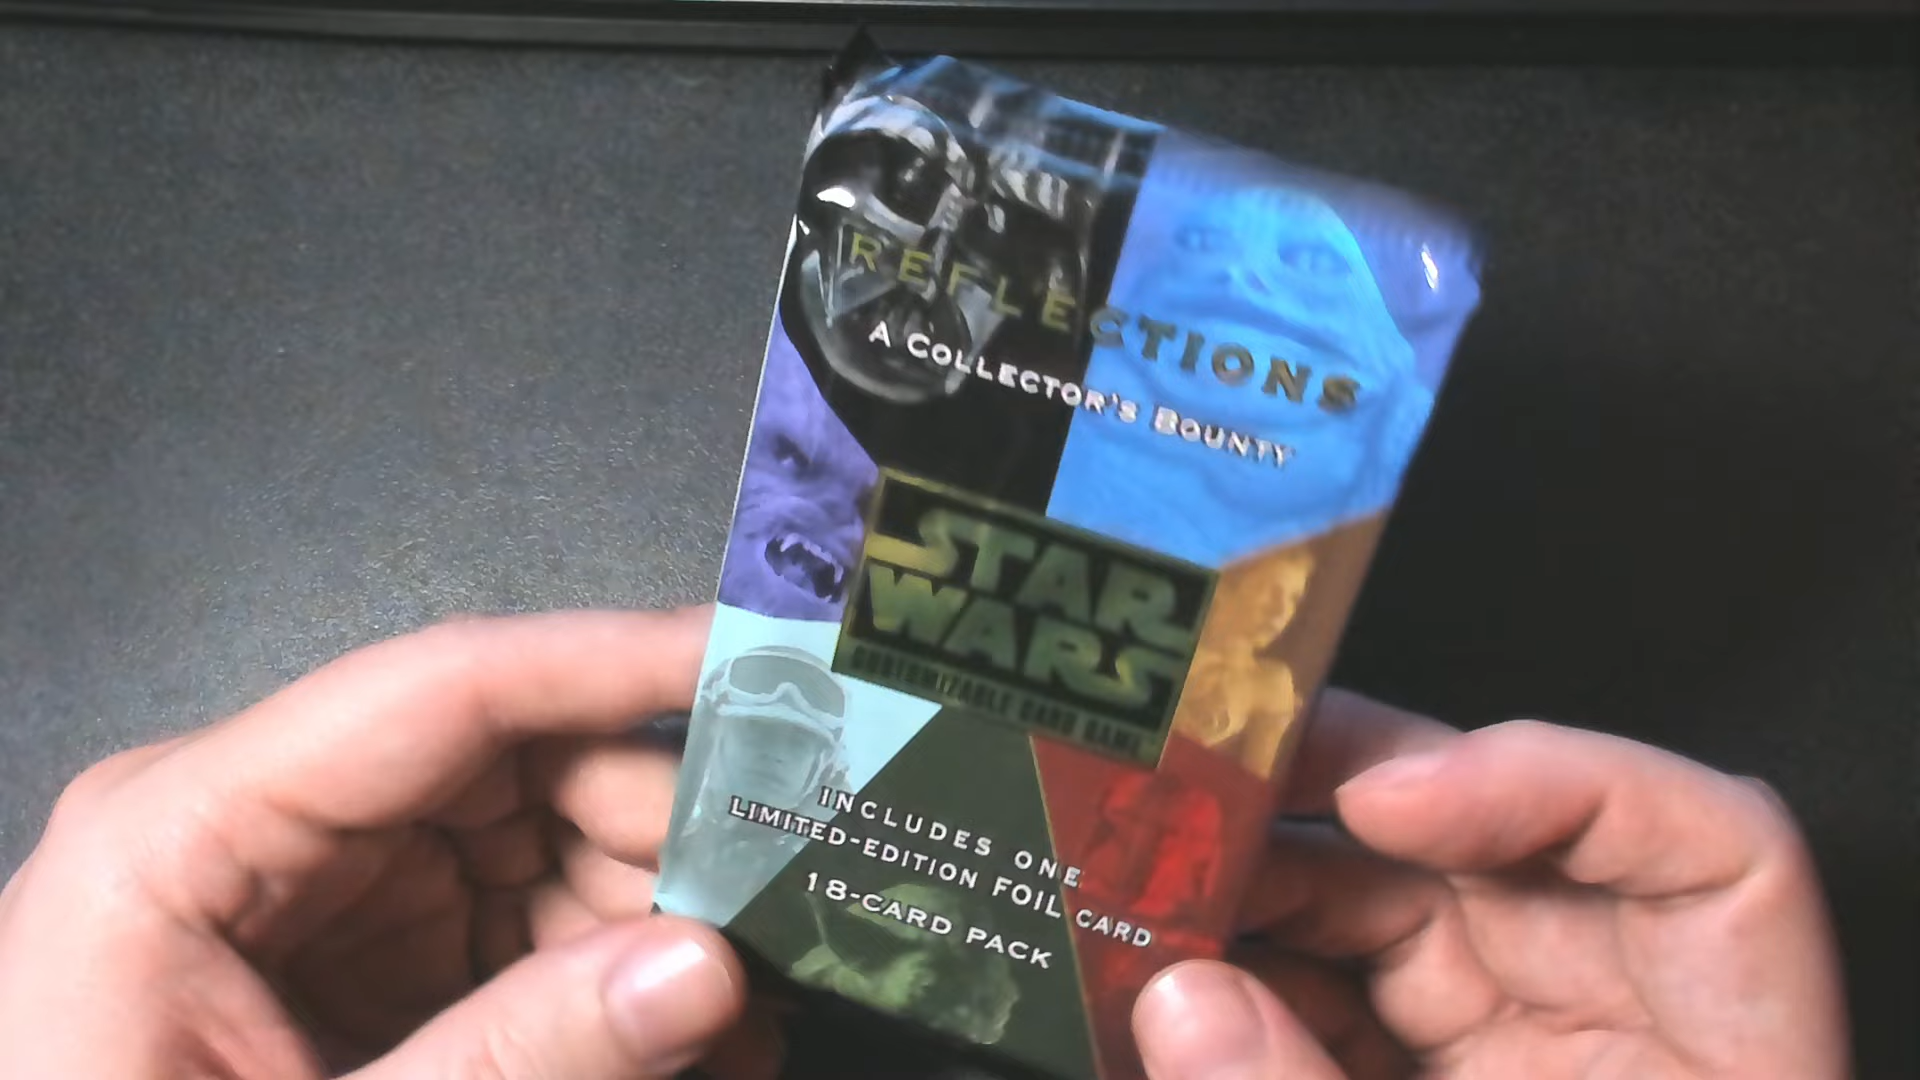 REFLECTIONS
A COLLECTOR'S BOUNTY
STAR
WARS
CUSTOMIZABLE CARD GAME
INCLUDES ONE
LIMITED-EDITION FOIL CARD
18-CARD PACK